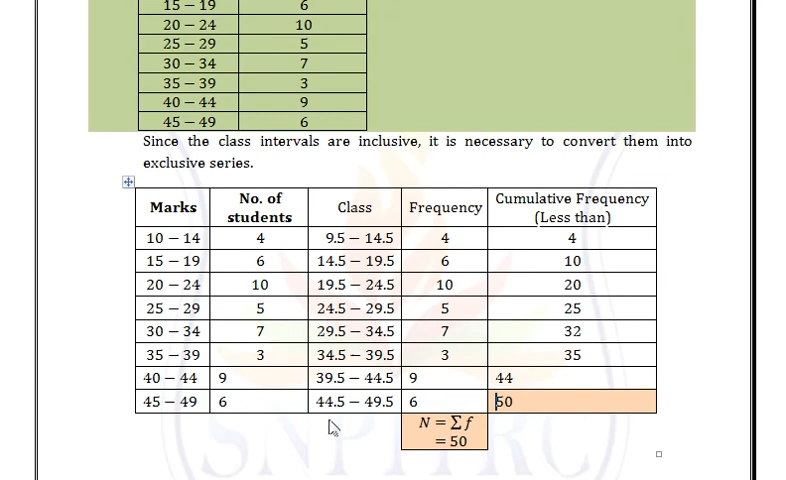 15 − 19 6
20 − 24 10
25 − 29 5
30 − 34 7
35 − 39 3
40 − 44 9
45 − 49 6
Since the class intervals are inclusive, it is necessary to convert them into
exclusive series.
Marks No. of students Class Frequency Cumulative Frequency (Less than)
10 − 14 4 9.5 − 14.5 4 4
15 − 19 6 14.5 − 19.5 6 10
20 − 24 10 19.5 − 24.5 10 20
25 − 29 5 24.5 − 29.5 5 25
30 − 34 7 29.5 − 34.5 7 32
35 − 39 3 34.5 − 39.5 3 35
40 − 44 9 39.5 − 44.5 9 44
45 − 49 6 44.5 − 49.5 6 50
N = ∑ f
= 50
SNPITRC